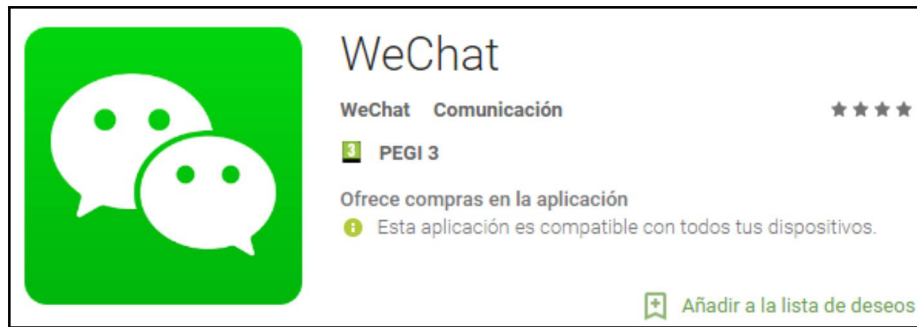 WeChat
WeChat Comunicación
3 PEGI 3
Ofrece compras en la aplicación
Esta aplicación es compatible con todos tus dispositivos.
Añadir a la lista de deseos